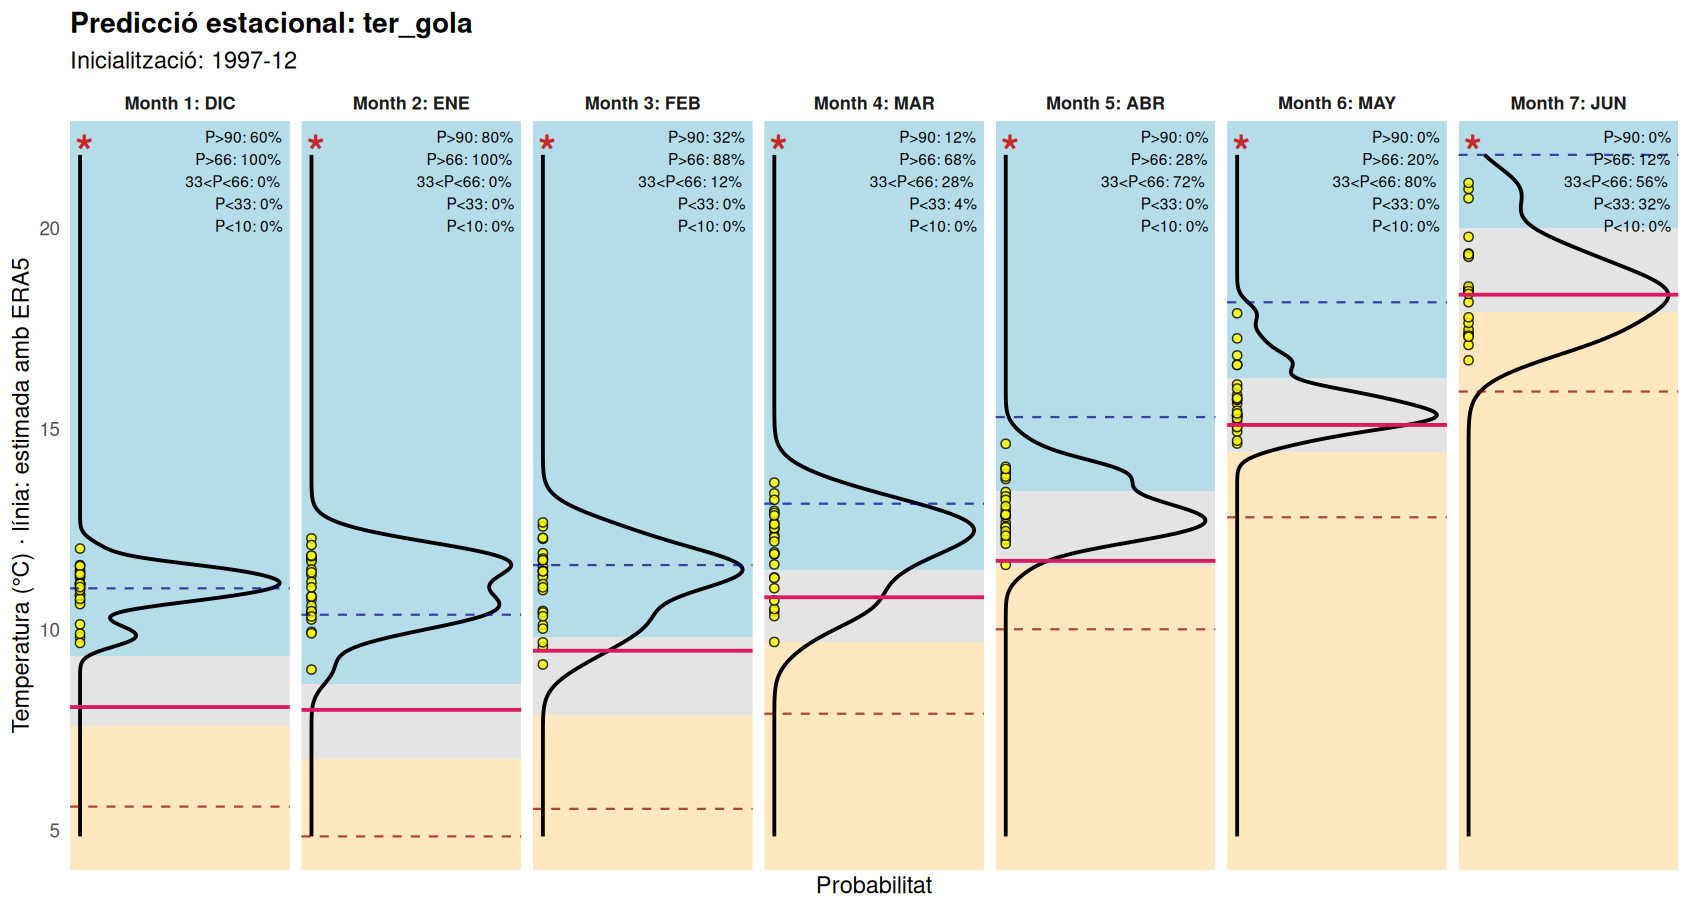 Predicció estacional: ter_gola
Inicialització: 1997-12
Month 1: DIC
Month 2: ENE
Month 3: FEB
Month 4: MAR
Month 5: ABR
Month 6: MAY
Month 7: JUN
*
P>90: 60%
P>66: 100%
33<P<66: 0%
P<33: 0%
P<10: 0%
*
P>90: 80%
P>66: 100%
33<P<66: 0%
P<33: 0%
P<10: 0%
*
P>90: 32%
P>66: 88%
33<P<66: 12%
P<33: 0%
P<10: 0%
*
P>90: 12%
P>66: 68%
33<P<66: 28%
P<33: 4%
P<10: 0%
*
P>90: 0%
P>66: 28%
33<P<66: 72%
P<33: 0%
P<10: 0%
*
P>90: 0%
P>66: 20%
33<P<66: 80%
P<33: 0%
P<10: 0%
*
P>90: 0%
P>66: 12%
33<P<66: 56%
P<33: 32%
P<10: 0%
20
15
10
5
Temperatura (°C) · línia: estimada amb ERA5
Probabilitat